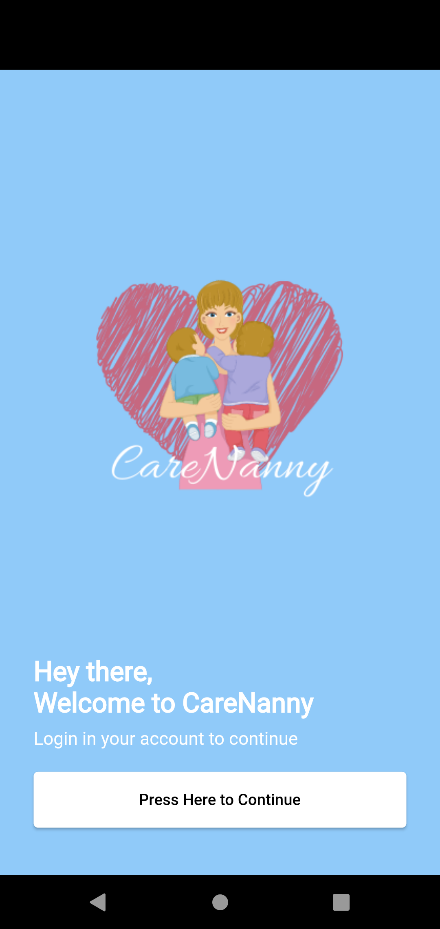 CareNanny
Hey there,
Welcome to CareNanny
Login in your account to continue
Press Here to Continue